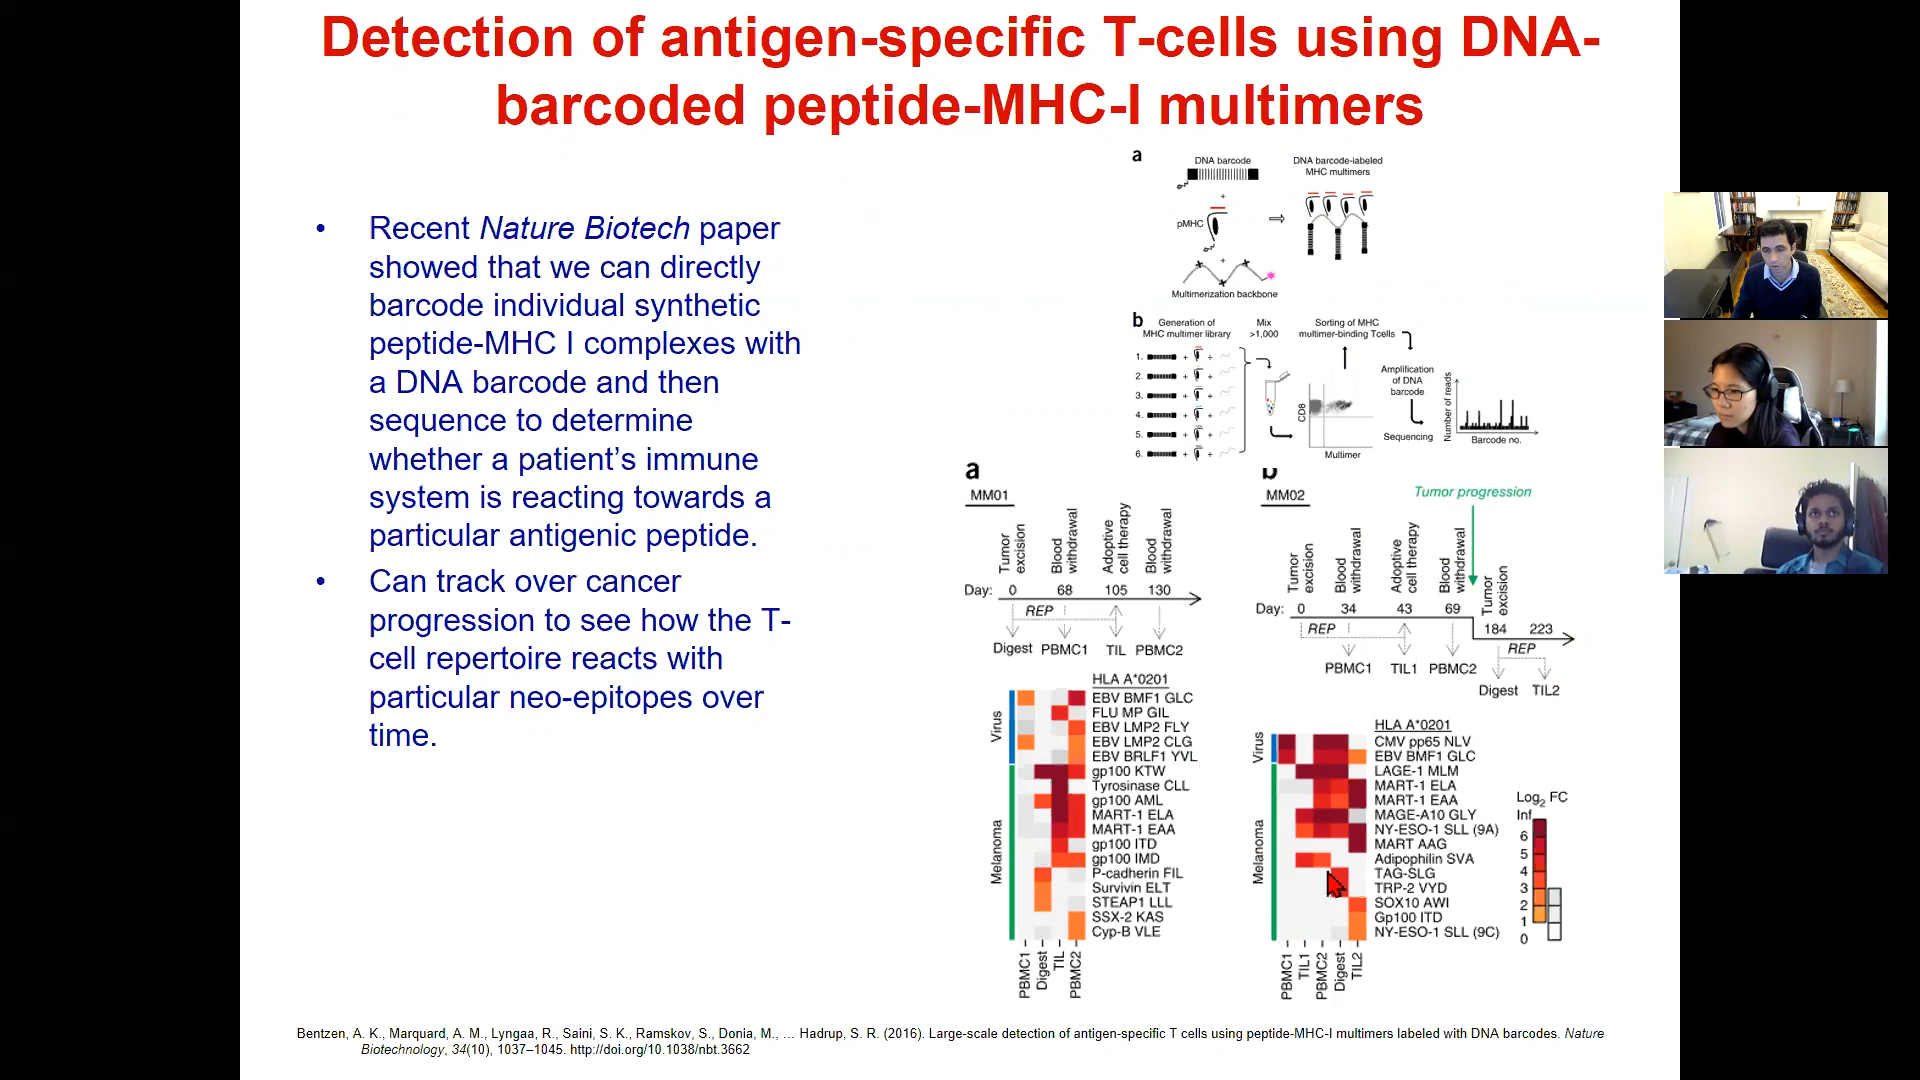 Detection of antigen-specific T-cells using DNA-
barcoded peptide-MHC-I multimers
• Recent Nature Biotech paper
showed that we can directly
barcode individual synthetic
peptide-MHC I complexes with
a DNA barcode and then
sequence to determine
whether a patient’s immune
system is reacting towards a
particular antigenic peptide.
• Can track over cancer
progression to see how the T-
cell repertoire reacts with
particular neo-epitopes over
time.
a
DNA barcode
DNA barcode-labeled
MHC multimers
+
pMHC
+
Multimerization backbone
b
Generation of
MHC multimer library
Mix
>1,000
Sorting of MHC
multimer-binding Tcells
1. + +
2. + +
3. + +
4. + +
5. + +
6. + +
CD8
Multimer
Amplification
of DNA
barcode
Sequencing
Number of reads
Barcode no.
a
MM01
Tumor
excision
Blood
withdrawal
Adoptive
cell therapy
Blood
withdrawal
Day: 0 68 105 130
REP
Digest PBMC1 TIL PBMC2
HLA A*0201
Virus
EBV BMF1 GLC
FLU MP GIL
EBV LMP2 FLY
EBV LMP2 CLG
EBV BRLF1 YVL
Melanoma
gp100 KTW
Tyrosinase CLL
gp100 AML
MART-1 ELA
MART-1 EAA
gp100 ITD
gp100 IMD
P-cadherin FIL
Survivin ELT
STEAP1 LLL
SSX-2 KAS
Cyp-B VLE
PBMC1
Digest
TIL
PBMC2
b
MM02
Tumor progression
Tumor
excision
Blood
withdrawal
Adoptive
cell therapy
Blood
withdrawal
Tumor
excision
Day: 0 34 43 69
184 223
REP
REP
PBMC1 TIL1 PBMC2
Digest TIL2
HLA A*0201
Virus
CMV pp65 NLV
EBV BMF1 GLC
Melanoma
LAGE-1 MLM
MART-1 ELA
MART-1 EAA
MAGE-A10 GLY
NY-ESO-1 SLL (9A)
MART AAG
Adipophilin SVA
TAG-SLG
TRP-2 VYD
SOX10 AWI
Gp100 ITD
NY-ESO-1 SLL (9C)
PBMC1
TIL1
PBMC2
Digest
TIL2
Log2 FC
Inf
6
5
4
3
2
1
0
Bentzen, A. K., Marquard, A. M., Lyngaa, R., Saini, S. K., Ramskov, S., Donia, M., … Hadrup, S. R. (2016). Large-scale detection of antigen-specific T cells using peptide-MHC-I multimers labeled with DNA barcodes. Nature
Biotechnology, 34(10), 1037–1045. http://doi.org/10.1038/nbt.3662